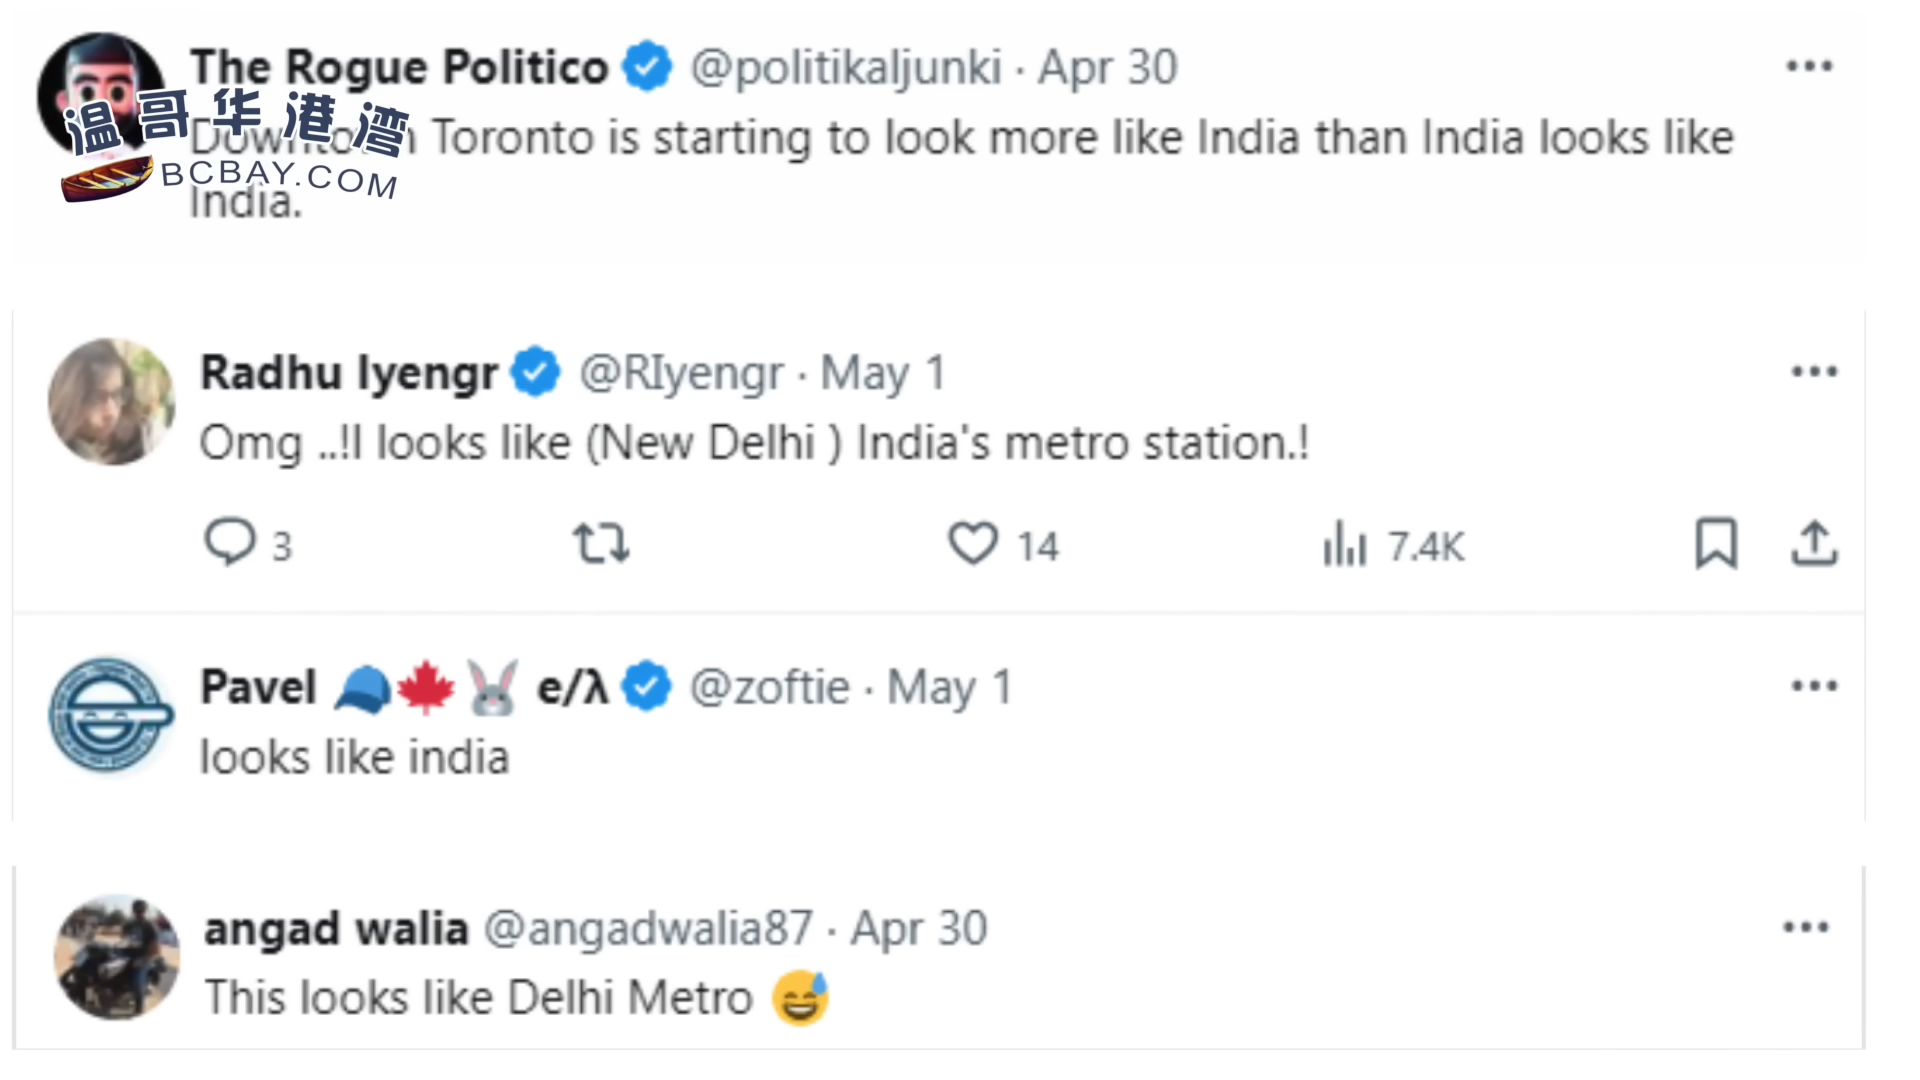 The Rogue Politico @politikaljunki · Apr 30
温哥华港湾
Downtown Toronto is starting to look more like India than India looks like
BCBAY.COM
India.
Radhu Iyengr @RIyengr · May 1
Omg ..!I looks like (New Delhi ) India's metro station.!
3 14 7.4K
Pavel 🧢🍁🐰 e/λ @zoftie · May 1
looks like india
angad walia @angadwalia87 · Apr 30
This looks like Delhi Metro 😅